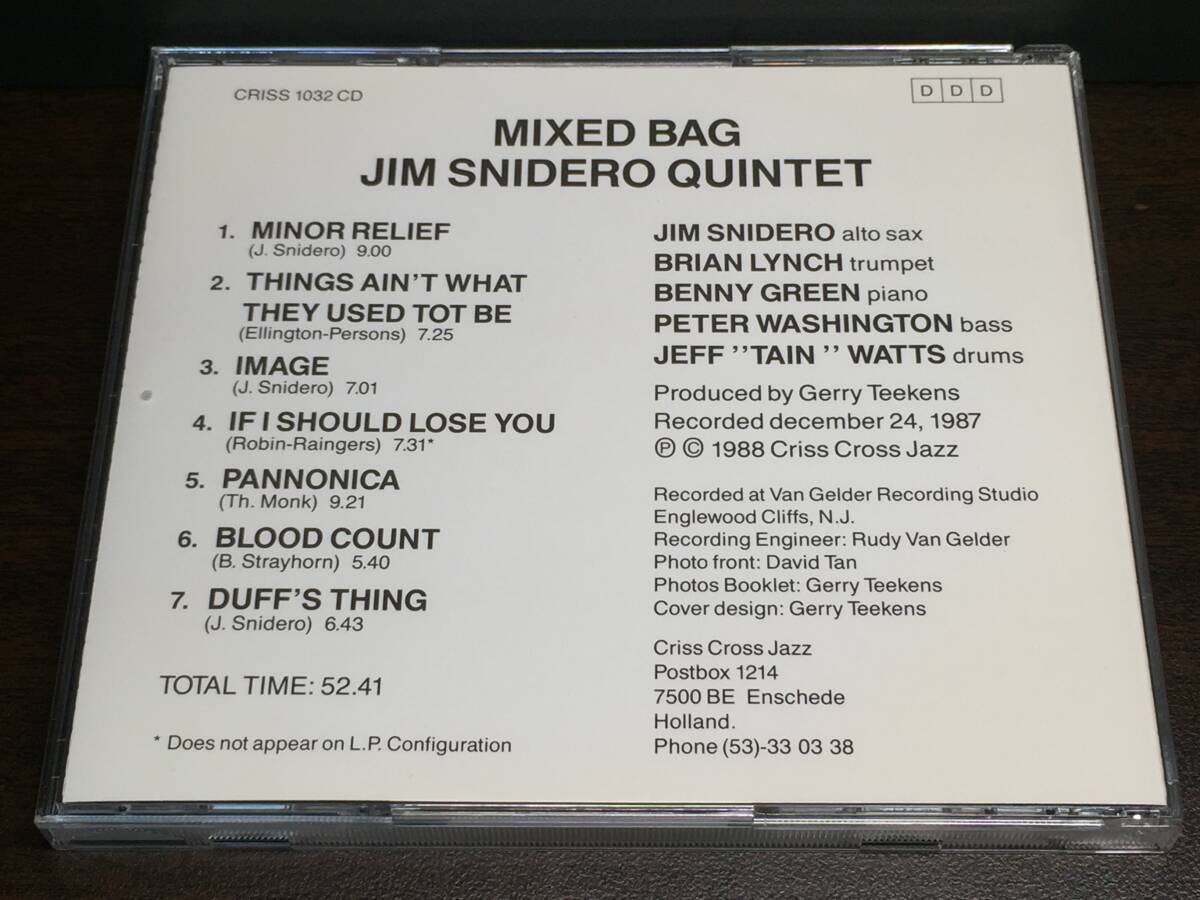 CRISS 1032 CD
D D D
MIXED BAG
JIM SNIDERO QUINTET
1. MINOR RELIEF
(J. Snidero) 9.00
2. THINGS AIN'T WHAT
THEY USED TOT BE
(Ellington-Persons) 7.25
3. IMAGE
(J. Snidero) 7.01
4. IF I SHOULD LOSE YOU
(Robin-Raingers) 7.31*
5. PANNONICA
(Th. Monk) 9.21
6. BLOOD COUNT
(B. Strayhorn) 5.40
7. DUFF'S THING
(J. Snidero) 6.43
TOTAL TIME: 52.41
* Does not appear on L.P. Configuration
JIM SNIDERO alto sax
BRIAN LYNCH trumpet
BENNY GREEN piano
PETER WASHINGTON bass
JEFF ''TAIN '' WATTS drums
Produced by Gerry Teekens
Recorded december 24, 1987
℗ © 1988 Criss Cross Jazz
Recorded at Van Gelder Recording Studio
Englewood Cliffs, N.J.
Recording Engineer: Rudy Van Gelder
Photo front: David Tan
Photos Booklet: Gerry Teekens
Cover design: Gerry Teekens
Criss Cross Jazz
Postbox 1214
7500 BE Enschede
Holland.
Phone (53)-33 03 38